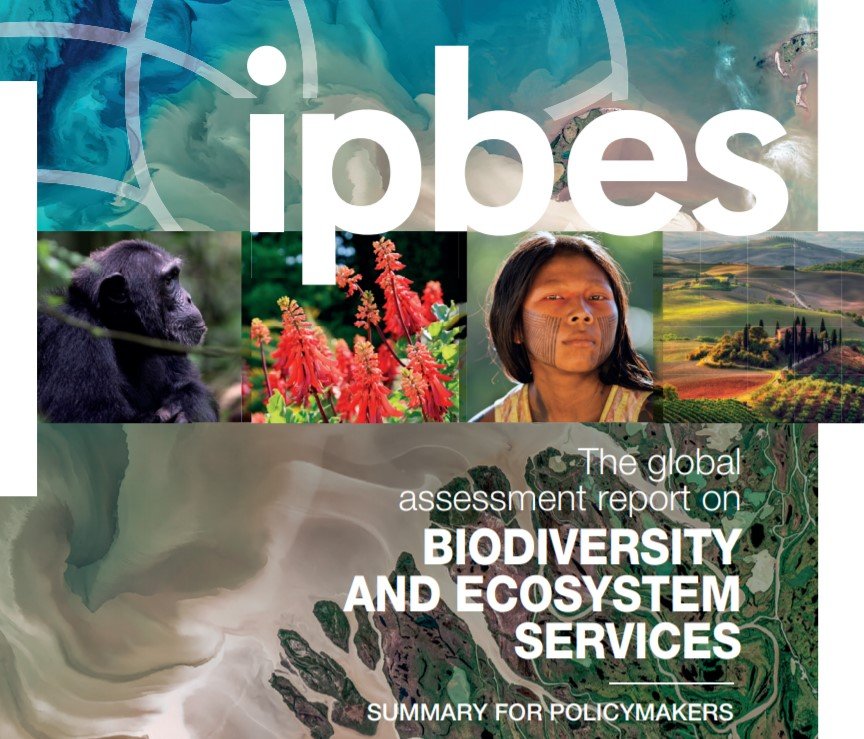 ipbes
The global
assessment report on
BIODIVERSITY
AND ECOSYSTEM
SERVICES
SUMMARY FOR POLICYMAKERS